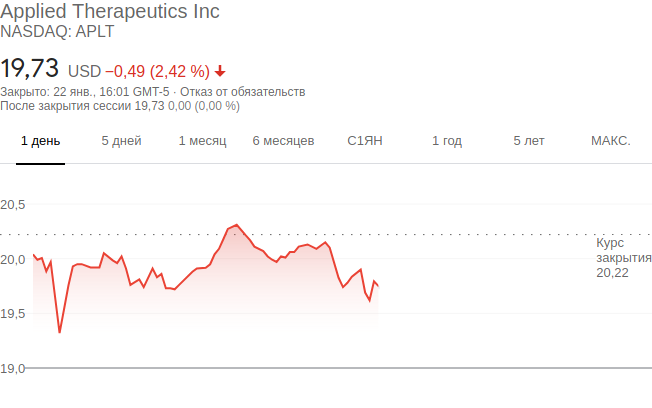 Applied Therapeutics Inc
NASDAQ: APLT
19,73 USD −0,49 (2,42 %)
Закрыто: 22 янв., 16:01 GMT-5 · Отказ от обязательств
После закрытия сессии 19,73 0,00 (0,00 %)
1 день 5 дней 1 месяц 6 месяцев С1ЯН 1 год 5 лет МАКС.
20,5
Курс
закрытия
20,22
20,0
19,5
19,0